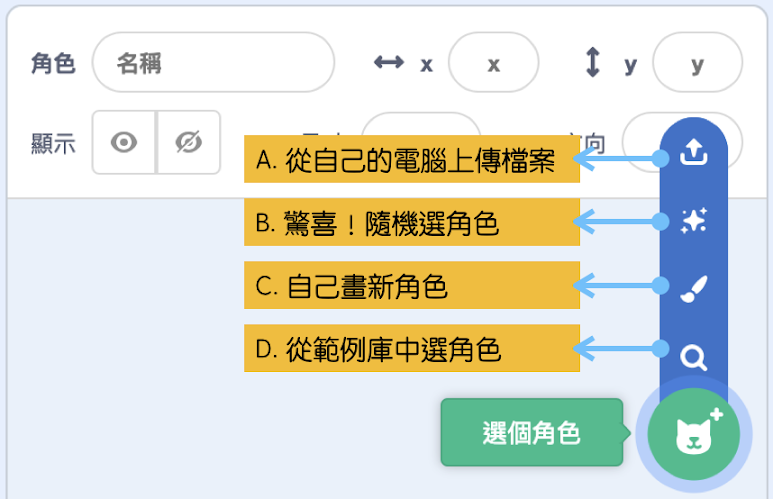 角色 名稱 x x y y
顯示 方向
A. 從自己的電腦上傳檔案
B. 驚喜！隨機選角色
C. 自己畫新角色
D. 從範例庫中選角色
選個角色